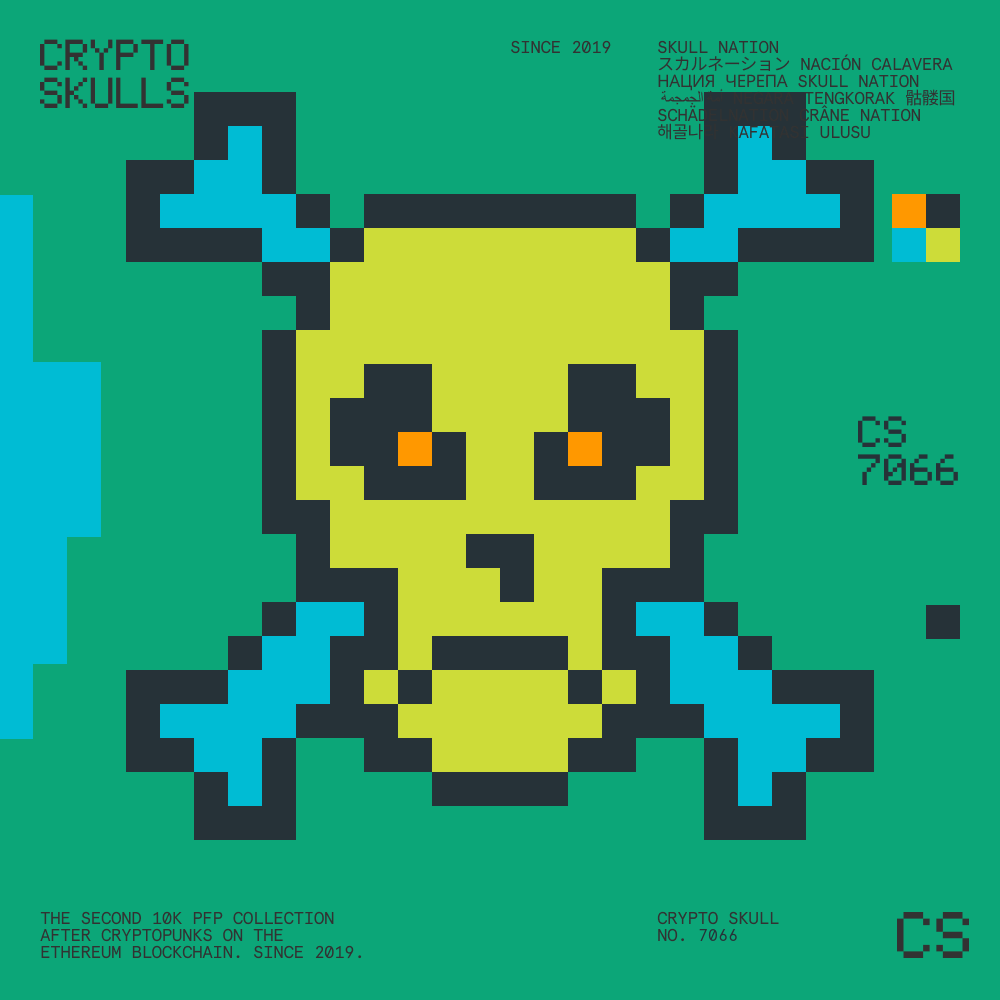 CRYPTO
SKULLS
SINCE 2019
SKULL NATION
スカルネーション NACIÓN CALAVERA
НАЦИЯ ЧЕРЕПА SKULL NATION
TENGKORAK 骷髅国
CRÂNE NATION
ULUSU
CS
7066
THE SECOND 10K PFP COLLECTION
AFTER CRYPTOPUNKS ON THE
ETHEREUM BLOCKCHAIN. SINCE 2019.
CRYPTO SKULL
NO. 7066
CS